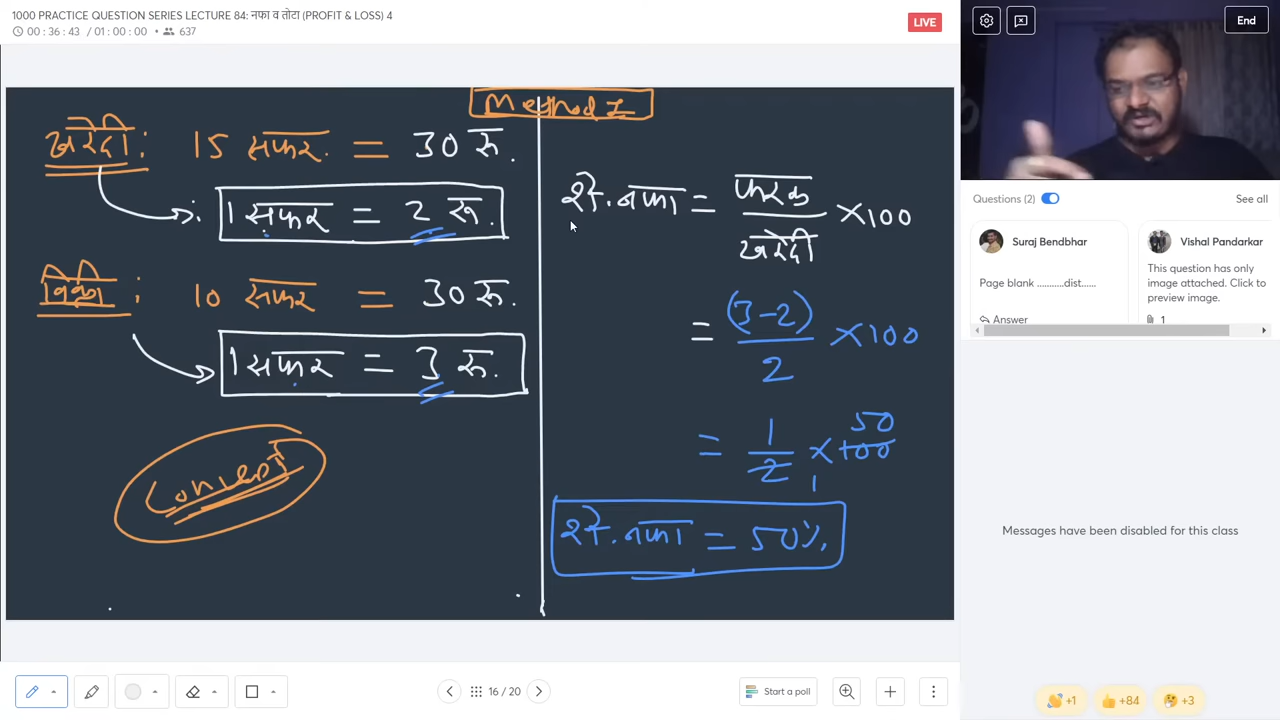 1000 PRACTICE QUESTION SERIES LECTURE 84: नफा व तोटा (PROFIT & LOSS) 4
00 : 36 : 43 / 01 : 00 : 00 • 637
LIVE
End
Method I
खरेदी : 15 सफर. = 30 रु.
1 सफर = 2 रु.
विक्री : 10 सफर = 30 रु.
1 सफर = 3 रु.
Concept
शे. नफा = फरक / खरेदी × 100
= (3-2) / 2 × 100
= 1 / 2 × 100 50
1
शे. नफा = 50%.
Questions (2)
See all
Suraj Bendbhar
Page blank ...........dist......
Answer
Vishal Pandarkar
This question has only
image attached. Click to
preview image.
1
Messages have been disabled for this class
16 / 20
Start a poll
+1
+84
+3